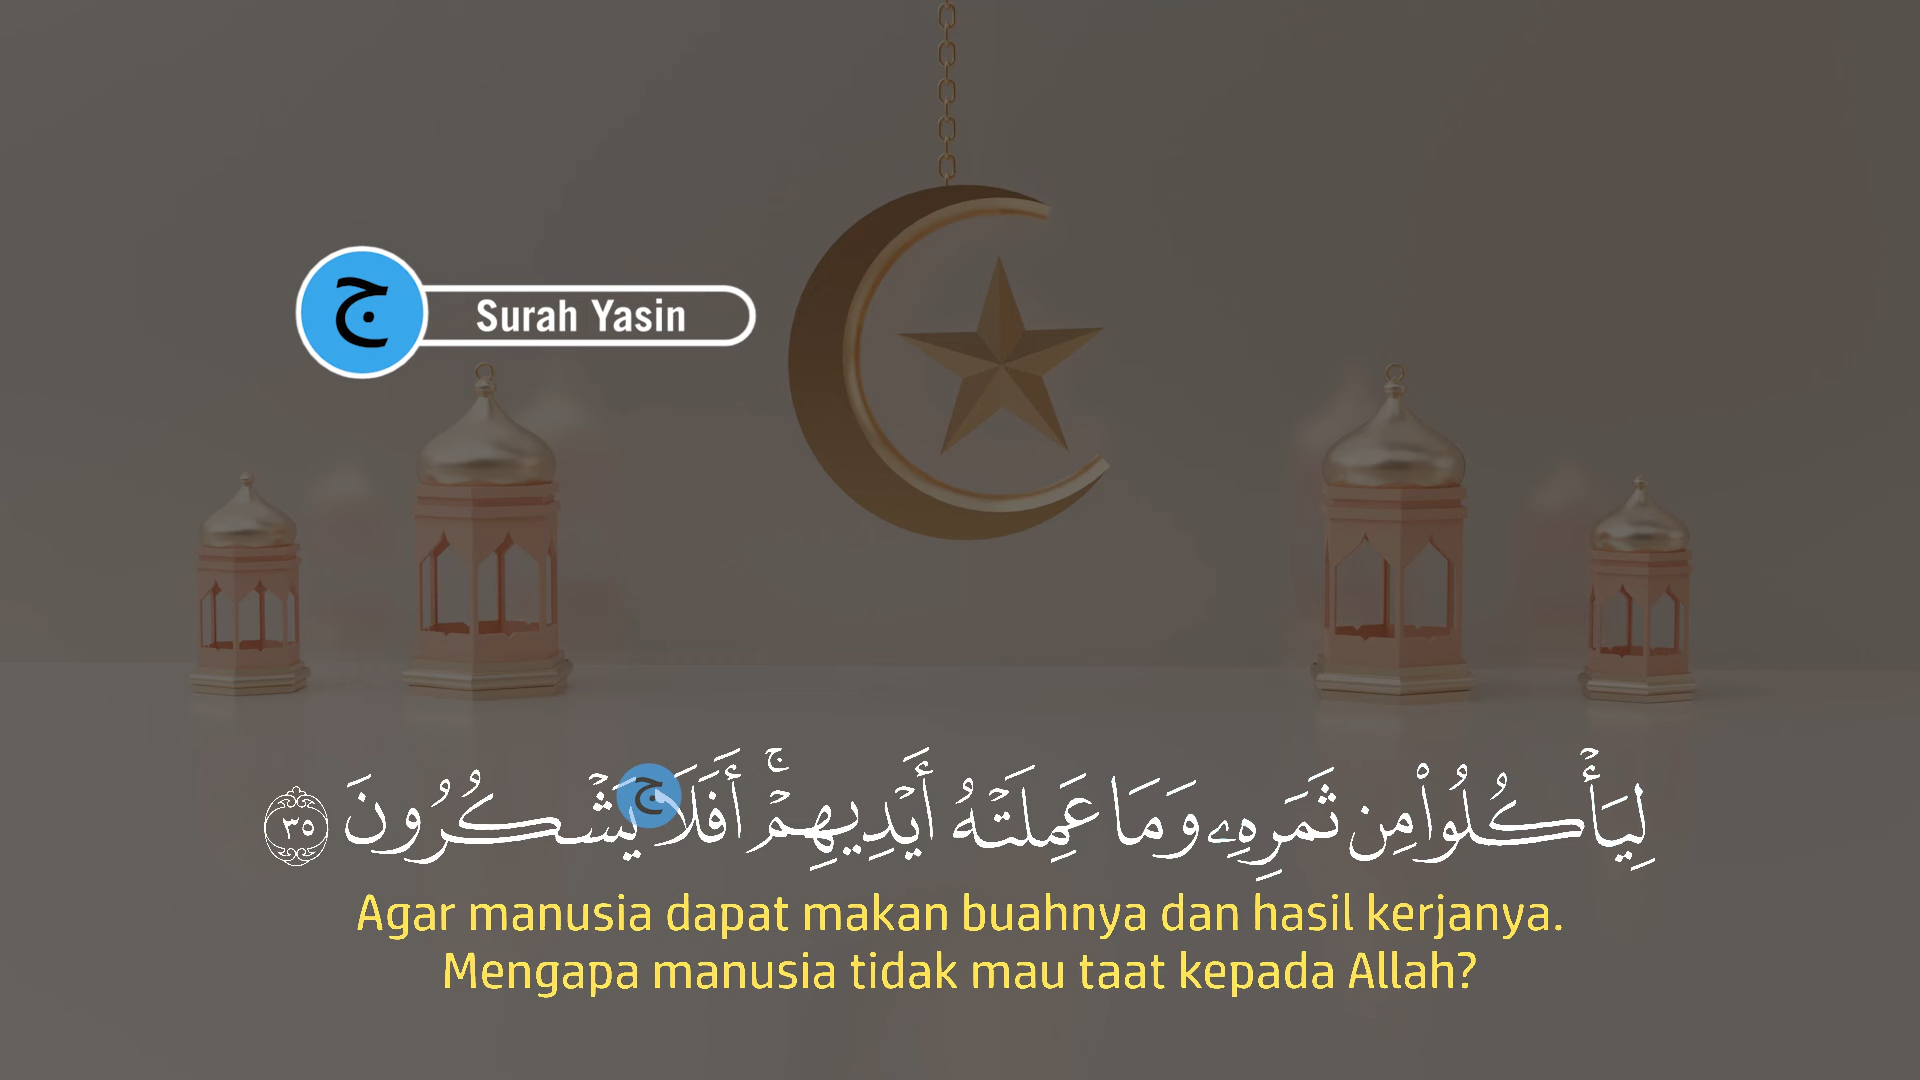 ج
Surah Yasin
لِيَأۡكُلُواْ مِن ثَمَرِهِۦ وَمَا عَمِلَتۡهُ أَيۡدِيهِمۡۚ أَفَلَا يَشۡكُرُونَ ٣٥
ج
Agar manusia dapat makan buahnya dan hasil kerjanya.
Mengapa manusia tidak mau taat kepada Allah?